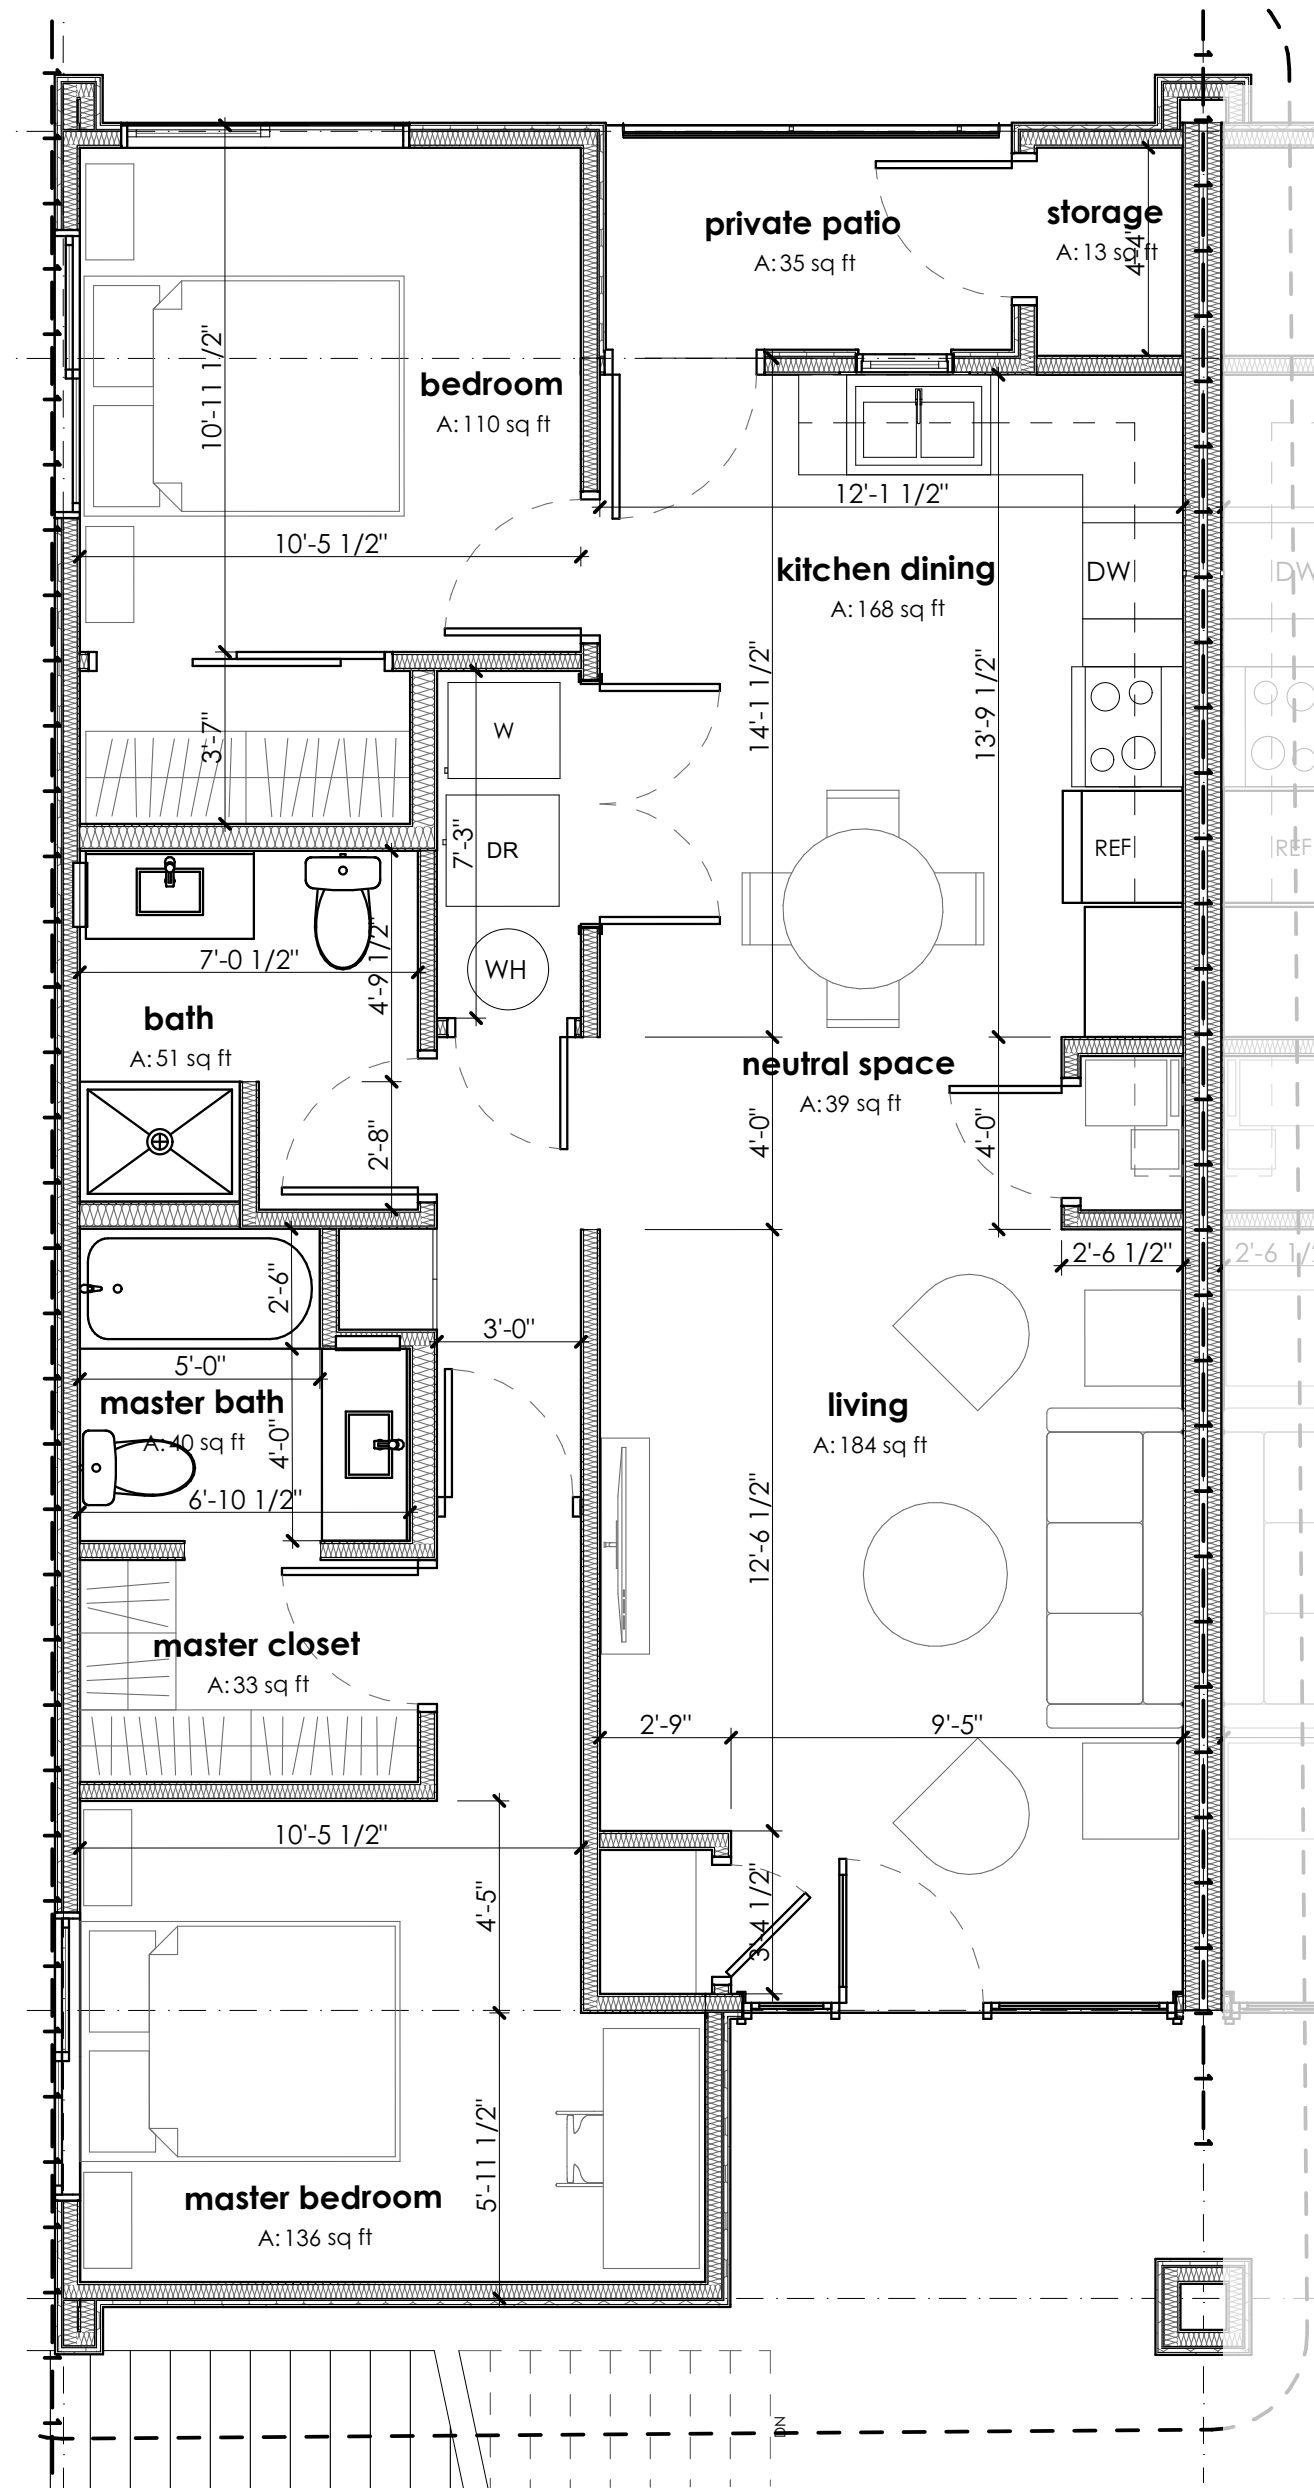 private patio
A: 35 sq ft
storage
A: 13 sq ft
4'-4"
10'-11 1/2"
bedroom
A: 110 sq ft
12'-1 1/2"
10'-5 1/2"
kitchen dining
A: 168 sq ft
DW
DW
14'-1 1/2"
13'-9 1/2"
3'-7"
W
DR
7'-3"
REF
REF
WH
7'-0 1/2"
4'-9 1/2"
bath
A: 51 sq ft
neutral space
A: 39 sq ft
2'-8"
4'-0"
4'-0"
2'-6 1/2"
2'-6 1/
2'-6"
3'-0"
5'-0"
master bath
A: 40 sq ft
4'-0"
6'-10 1/2"
living
A: 184 sq ft
12'-6 1/2"
master closet
A: 33 sq ft
2'-9"
9'-5"
10'-5 1/2"
4'-5"
3'-4 1/2"
5'-11 1/2"
master bedroom
A: 136 sq ft
DN